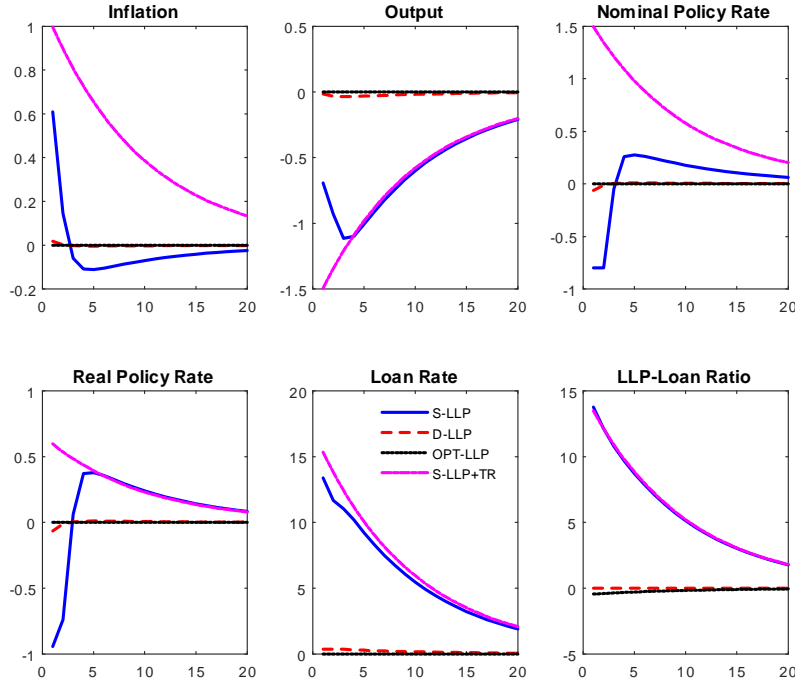 Inflation
1
0.8
0.6
0.4
0.2
0
-0.2
0 5 10 15 20
Output
0.5
0
-0.5
-1
-1.5
0 5 10 15 20
Nominal Policy Rate
1.5
1
0.5
0
-0.5
-1
0 5 10 15 20
Real Policy Rate
1
0.5
0
-0.5
-1
0 5 10 15 20
Loan Rate
20
15
10
5
0
0 5 10 15 20
S-LLP
D-LLP
OPT-LLP
S-LLP+TR
LLP-Loan Ratio
15
10
5
0
-5
0 5 10 15 20